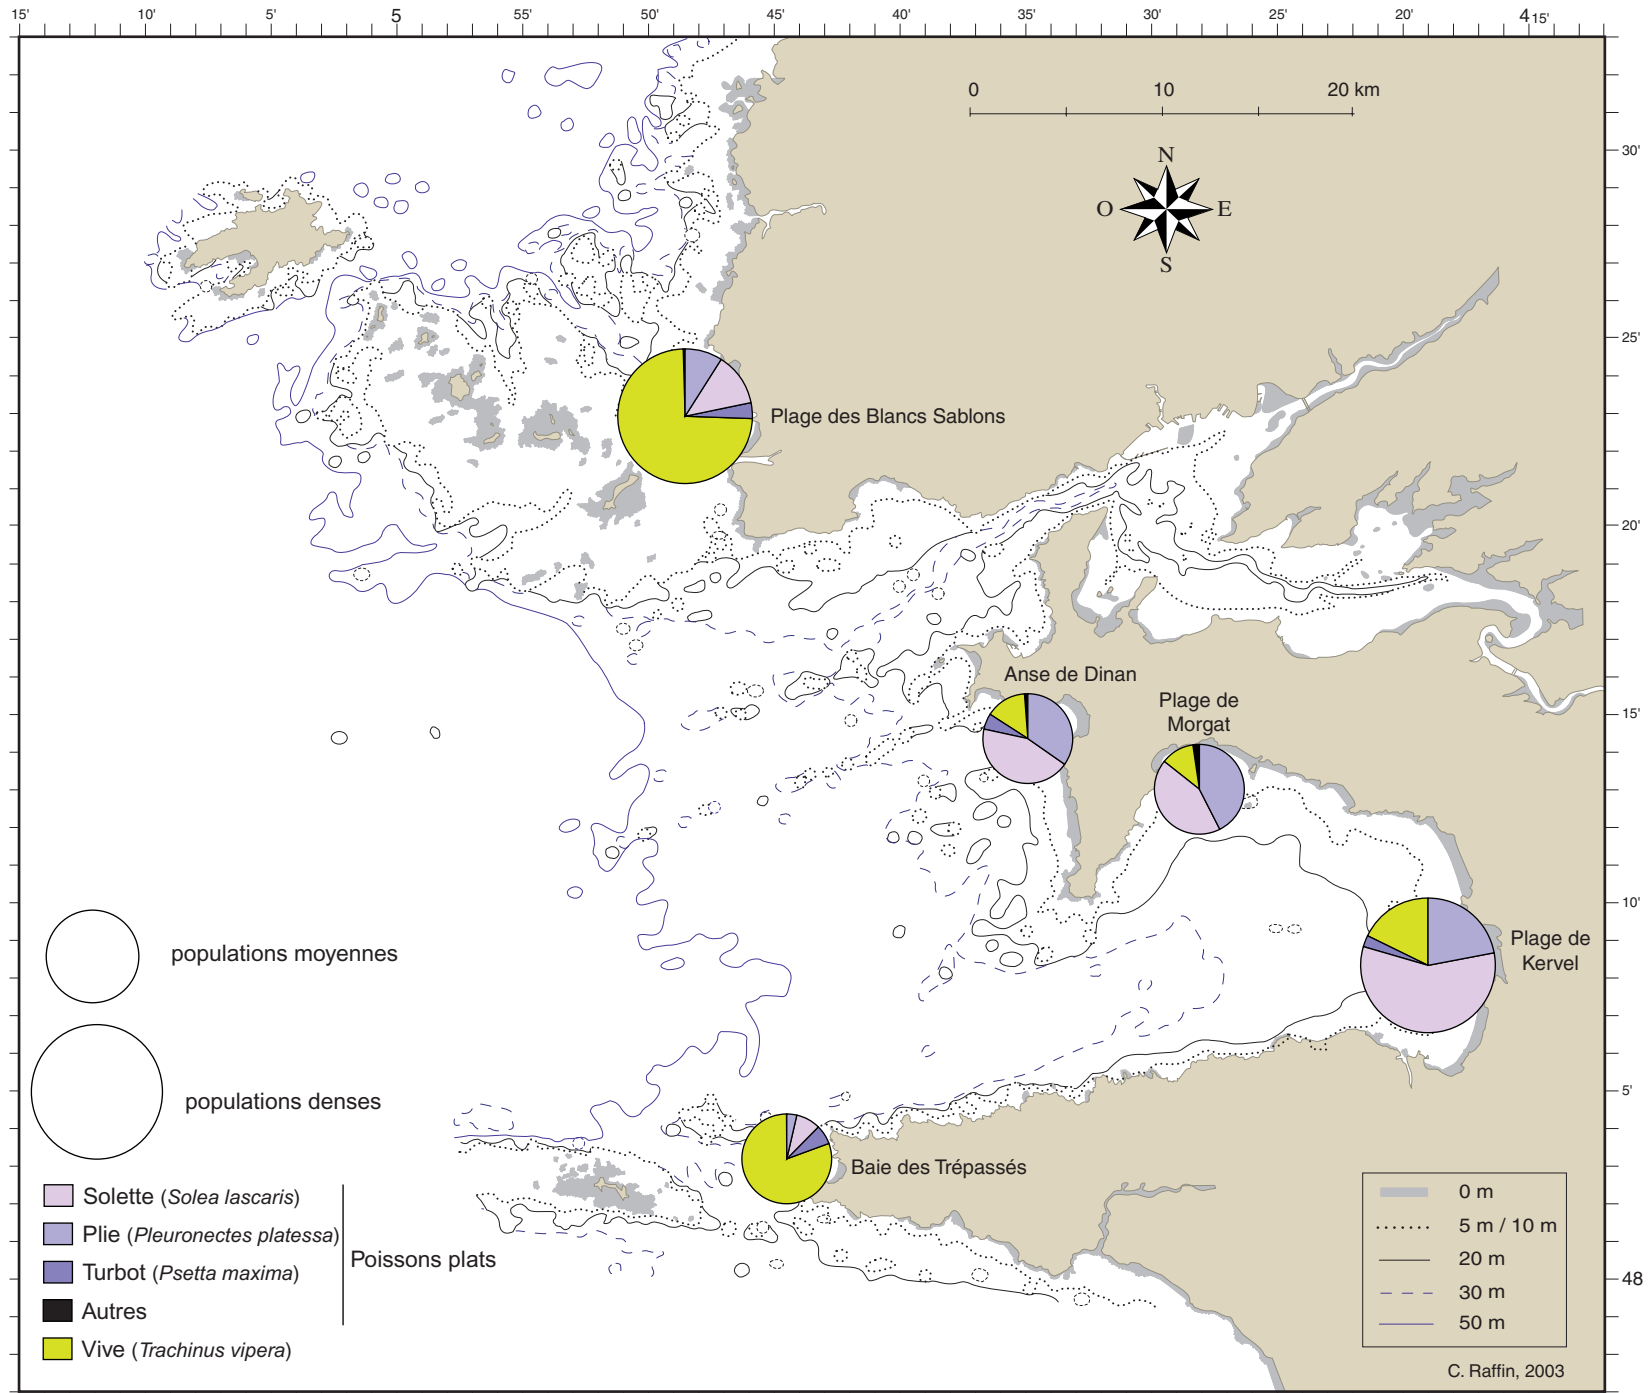 15' 10' 5' 5 55' 50' 45' 40' 35' 30' 25' 20' 4 15'
0 10 20 km
N
O E
S
30'
25'
20'
15'
10'
5'
48
Plage des Blancs Sablons
Anse de Dinan
Plage de
Morgat
Plage de
Kervel
Baie des Trépassés
populations moyennes
populations denses
Solette (Solea lascaris)
Plie (Pleuronectes platessa)
Turbot (Psetta maxima)
Autres
Vive (Trachinus vipera)
Poissons plats
0 m
5 m / 10 m
20 m
30 m
50 m
C. Raffin, 2003